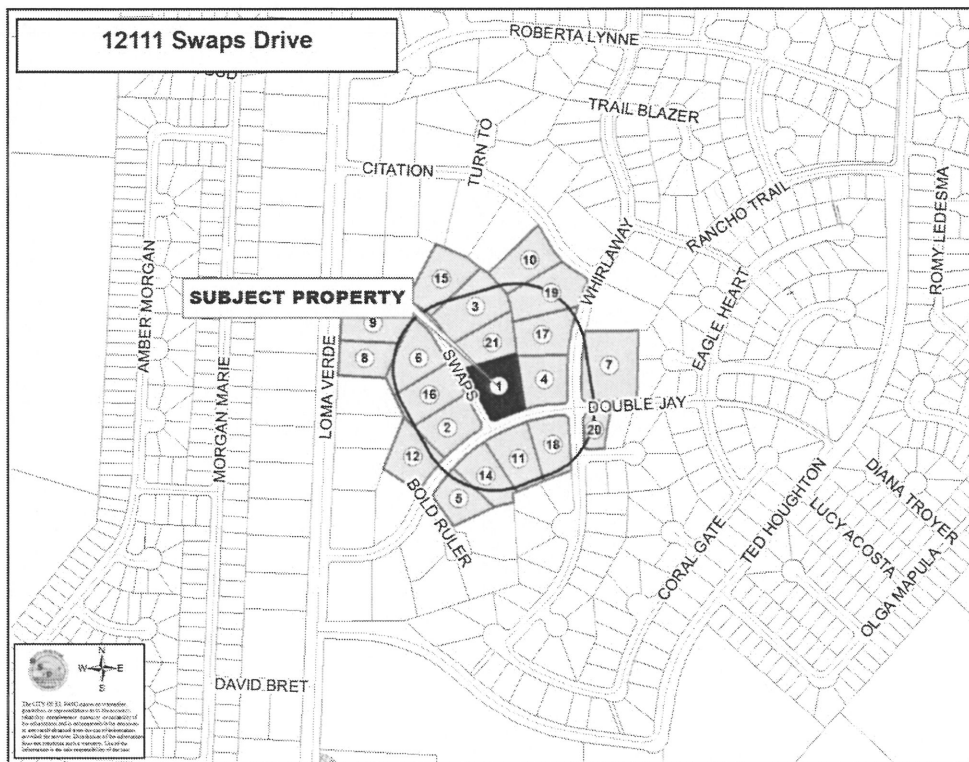 12111 Swaps Drive
ROBERTA LYNNE
TRAIL BLAZER
TURN TO
CITATION
RANCHO TRAIL
ROMY LEDESMA
WHIRLAWAY
AMBER MORGAN
MORGAN MARIE
LOMA VERDE
EAGLE HEART
SUBJECT PROPERTY
SWAPS
10
15
19
3
9
17
21
8
6
7
1
4
16
DOUBLE JAY
2
20
18
12
11
14
5
BOLD RULER
CORAL GATE
TED HOUGHTON
DIANA TROYER
LUCY ACOSTA
OLGA MAPULA
DAVID BRET
N
W E
S